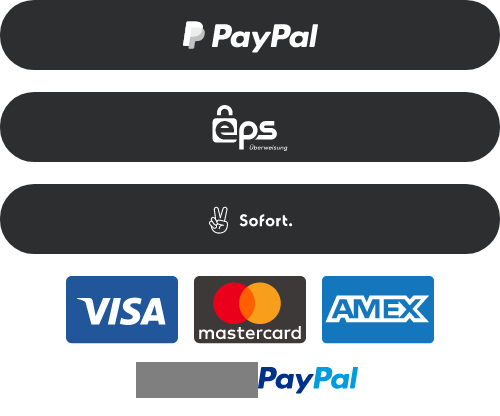 PayPal
eps
Überweisung
Sofort.
VISA mastercard AMEX
PayPal